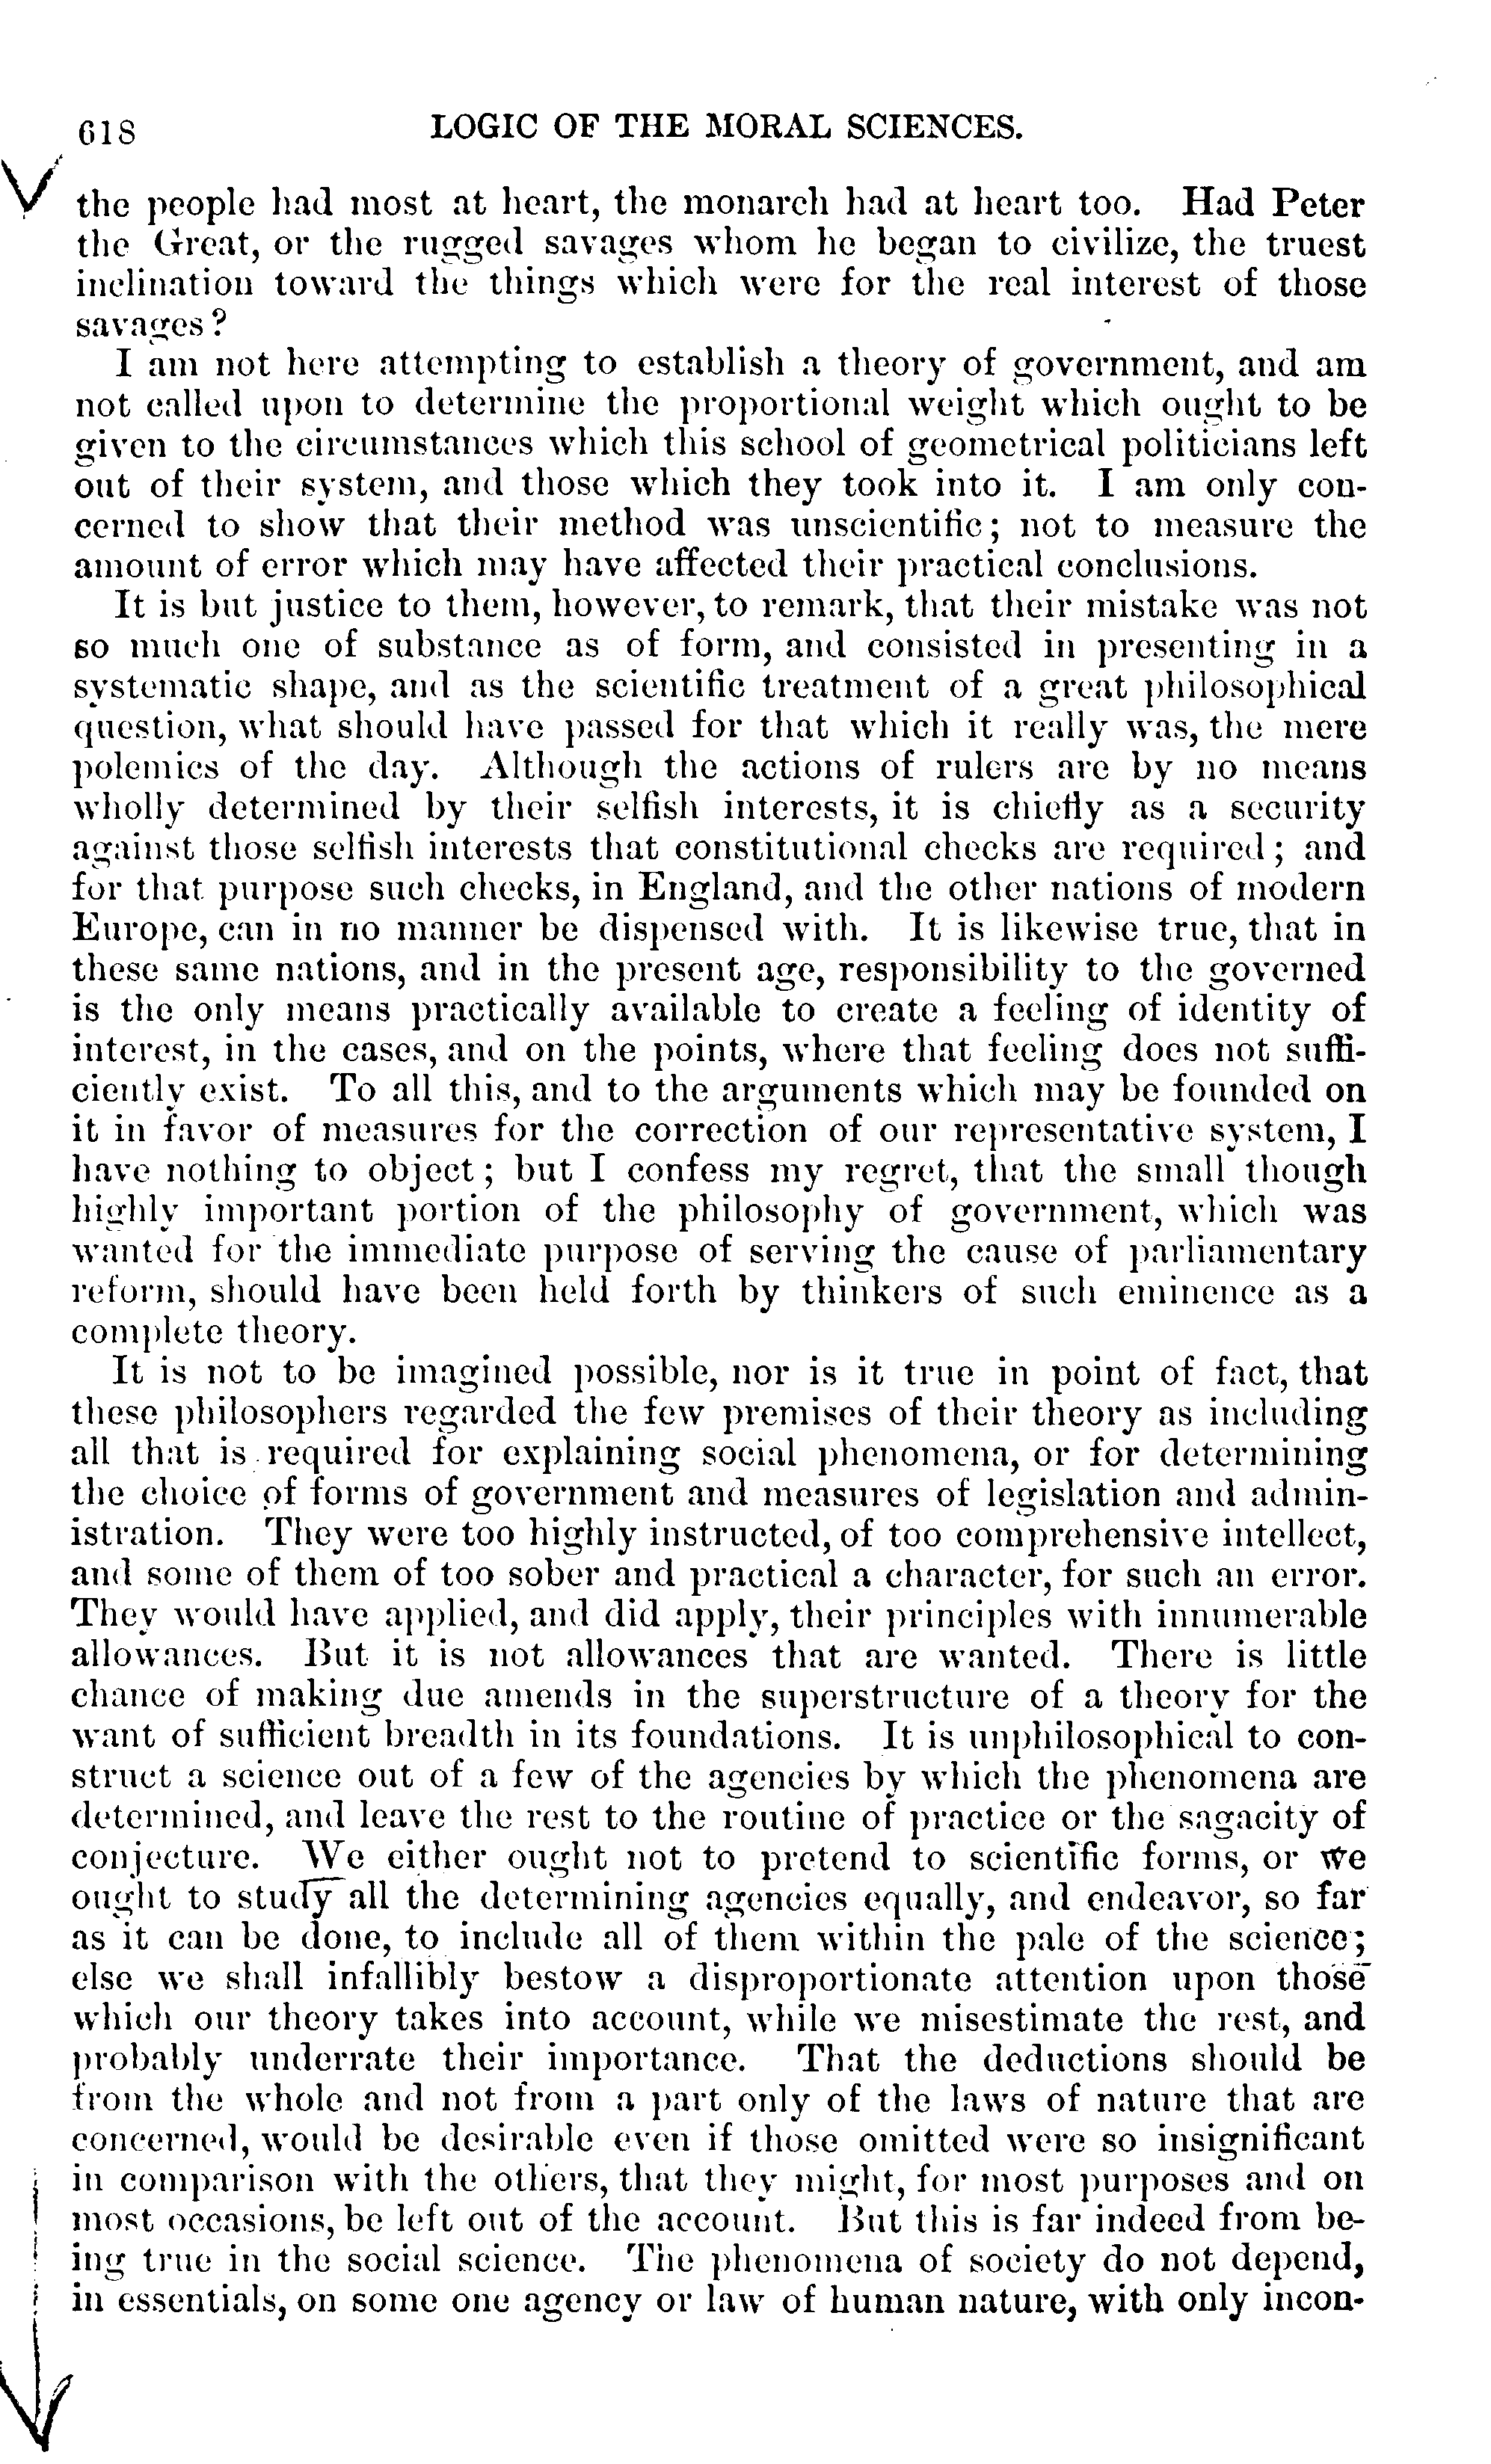 618 LOGIC OF THE MORAL SCIENCES.
the people had most at heart, the monarch had at heart too. Had Peter
the Great, or the rugged savages whom he began to civilize, the truest
inclination toward the things which were for the real interest of those
savages?
I am not here attempting to establish a theory of government, and am
not called upon to determine the proportional weight which ought to be
given to the circumstances which this school of geometrical politicians left
out of their system, and those which they took into it. I am only con-
cerned to show that their method was unscientific; not to measure the
amount of error which may have affected their practical conclusions.
It is but justice to them, however, to remark, that their mistake was not
so much one of substance as of form, and consisted in presenting in a
systematic shape, and as the scientific treatment of a great philosophical
question, what should have passed for that which it really was, the mere
polemics of the day. Although the actions of rulers are by no means
wholly determined by their selfish interests, it is chiefly as a security
against those selfish interests that constitutional checks are required; and
for that purpose such checks, in England, and the other nations of modern
Europe, can in no manner be dispensed with. It is likewise true, that in
these same nations, and in the present age, responsibility to the governed
is the only means practically available to create a feeling of identity of
interest, in the cases, and on the points, where that feeling does not suffi-
ciently exist. To all this, and to the arguments which may be founded on
it in favor of measures for the correction of our representative system, I
have nothing to object; but I confess my regret, that the small though
highly important portion of the philosophy of government, which was
wanted for the immediate purpose of serving the cause of parliamentary
reform, should have been held forth by thinkers of such eminence as a
complete theory.
It is not to be imagined possible, nor is it true in point of fact, that
these philosophers regarded the few premises of their theory as including
all that is required for explaining social phenomena, or for determining
the choice of forms of government and measures of legislation and admin-
istration. They were too highly instructed, of too comprehensive intellect,
and some of them of too sober and practical a character, for such an error.
They would have applied, and did apply, their principles with innumerable
allowances. But it is not allowances that are wanted. There is little
chance of making due amends in the superstructure of a theory for the
want of sufficient breadth in its foundations. It is unphilosophical to con-
struct a science out of a few of the agencies by which the phenomena are
determined, and leave the rest to the routine of practice or the sagacity of
conjecture. We either ought not to pretend to scientific forms, or we
ought to study all the determining agencies equally, and endeavor, so far
as it can be done, to include all of them within the pale of the science;
else we shall infallibly bestow a disproportionate attention upon those
which our theory takes into account, while we misestimate the rest, and
probably underrate their importance. That the deductions should be
from the whole and not from a part only of the laws of nature that are
concerned, would be desirable even if those omitted were so insignificant
in comparison with the others, that they might, for most purposes and on
most occasions, be left out of the account. But this is far indeed from be-
ing true in the social science. The phenomena of society do not depend,
in essentials, on some one agency or law of human nature, with only incon-